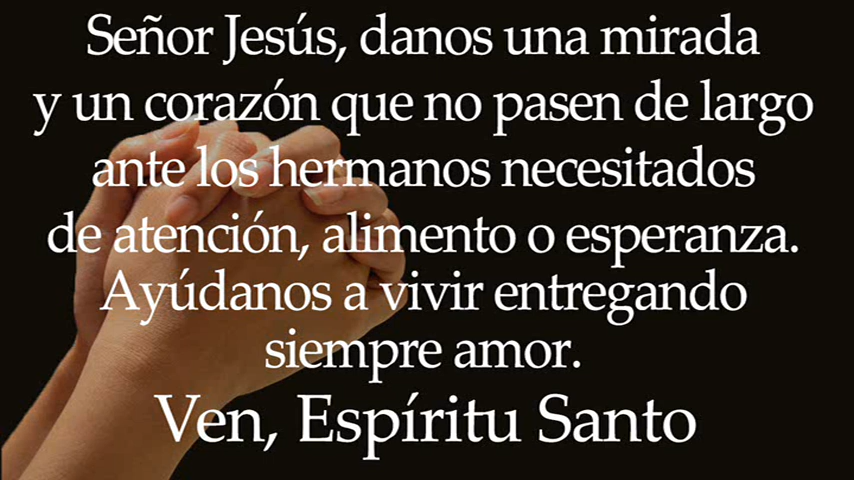 Señor Jesús, danos una mirada
y un corazón que no pasen de largo
ante los hermanos necesitados
de atención, alimento o esperanza.
Ayúdanos a vivir entregando
siempre amor.
Ven, Espíritu Santo